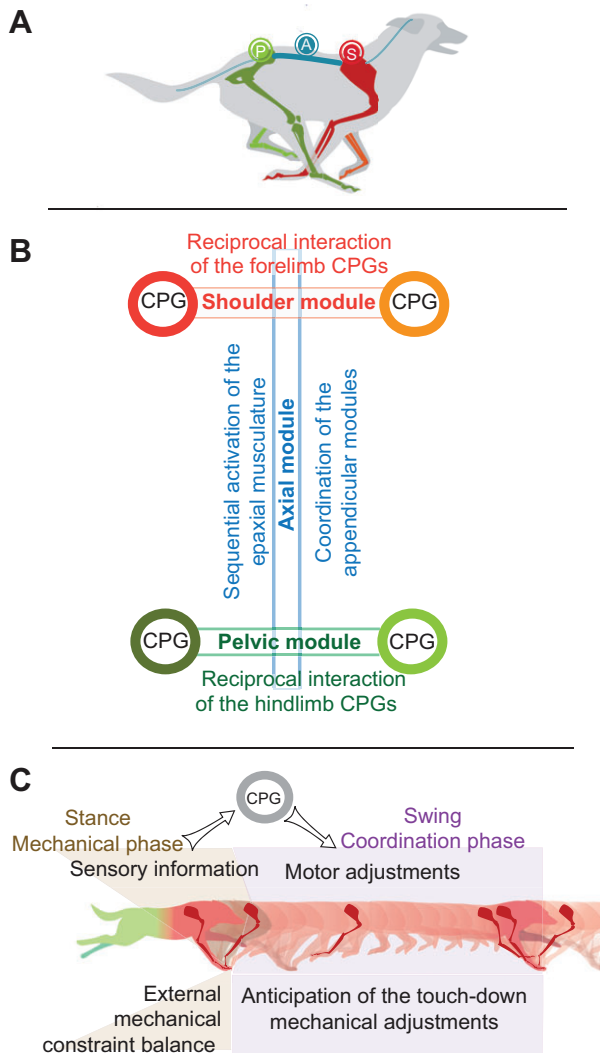 A
P
A
S
B
Reciprocal interaction
of the forelimb CPGs
CPG
Shoulder module
CPG
Sequential activation of the
epaxial musculature
Axial module
Coordination of the
appendicular modules
CPG
Pelvic module
CPG
Reciprocal interaction
of the hindlimb CPGs
C
CPG
Stance
Mechanical phase
Swing
Coordination phase
Sensory information
Motor adjustments
External
mechanical
constraint balance
Anticipation of the touch-down
mechanical adjustments